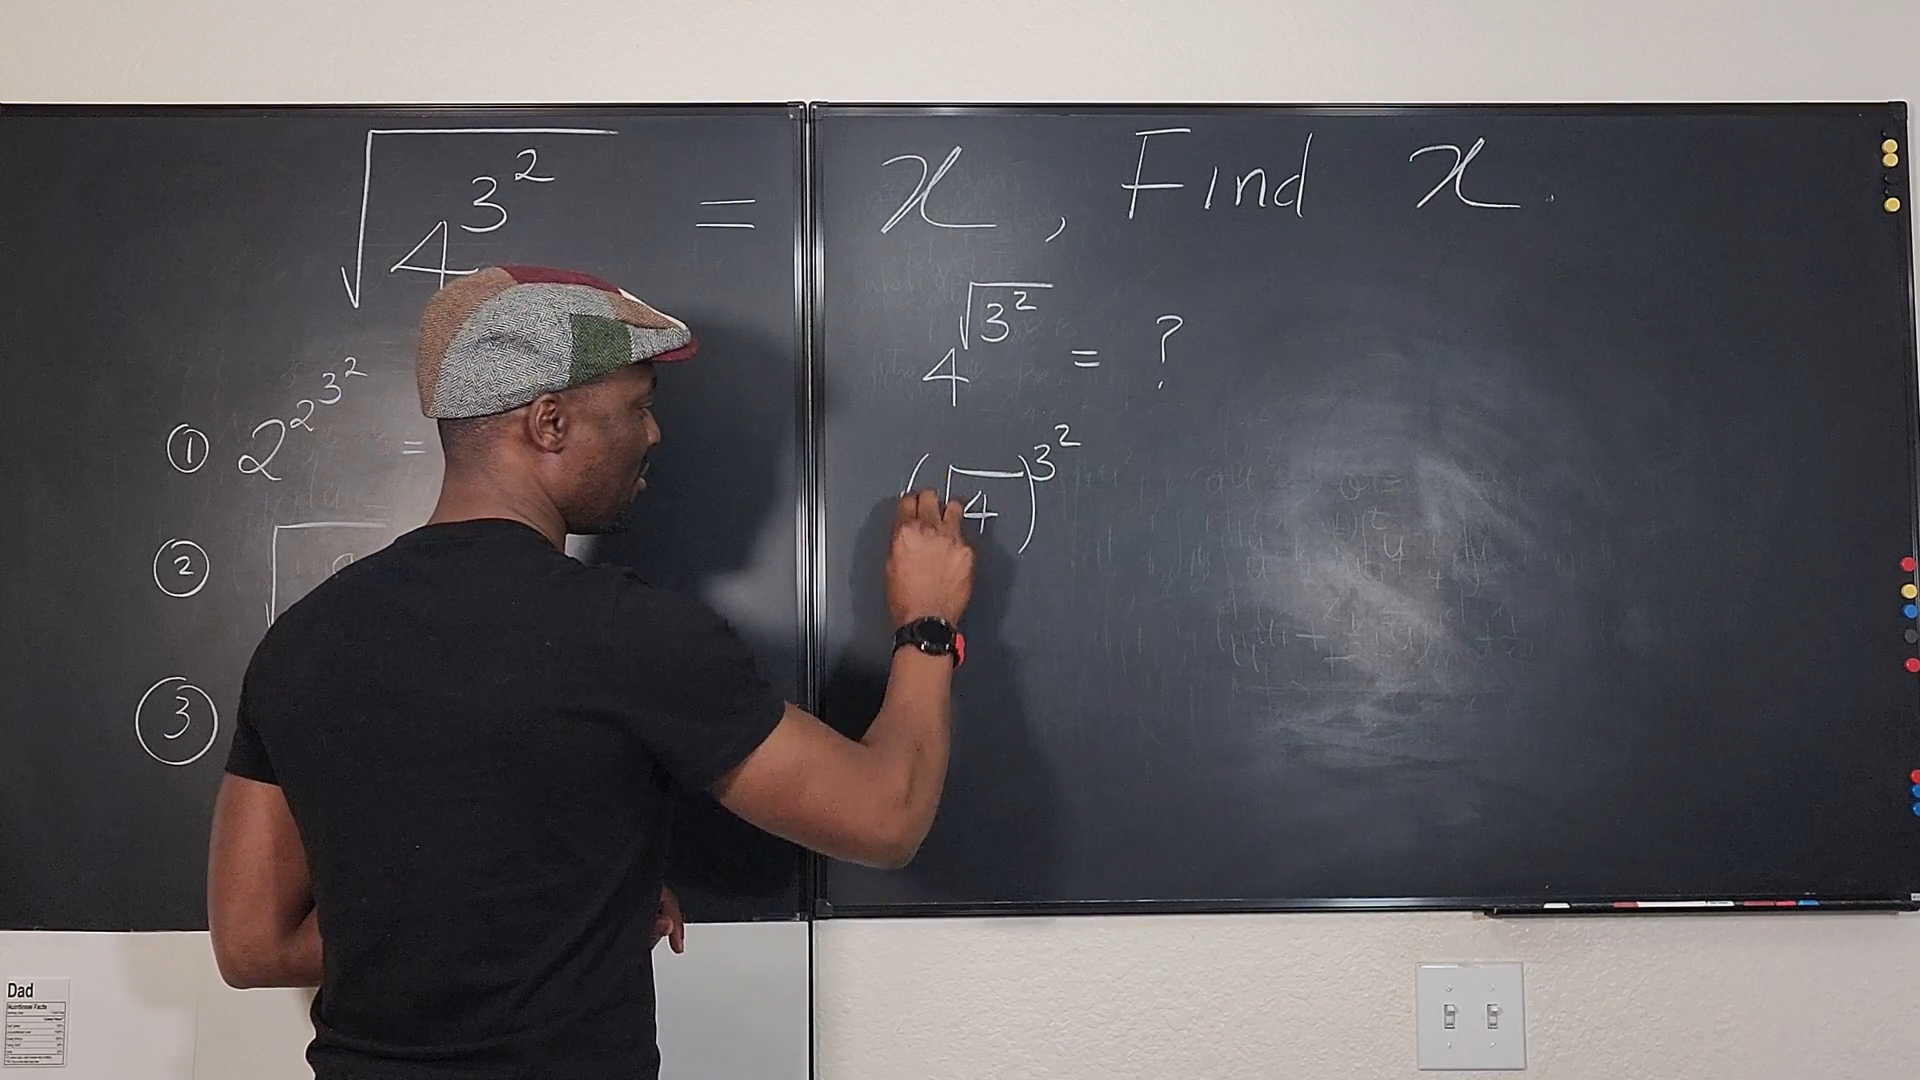 √(4^3^2) = x, Find x.
4^√(3^2) = ?
(√4)^3^2
① 2^2^3^2 =
②
③
Dad
Nutritional Facts